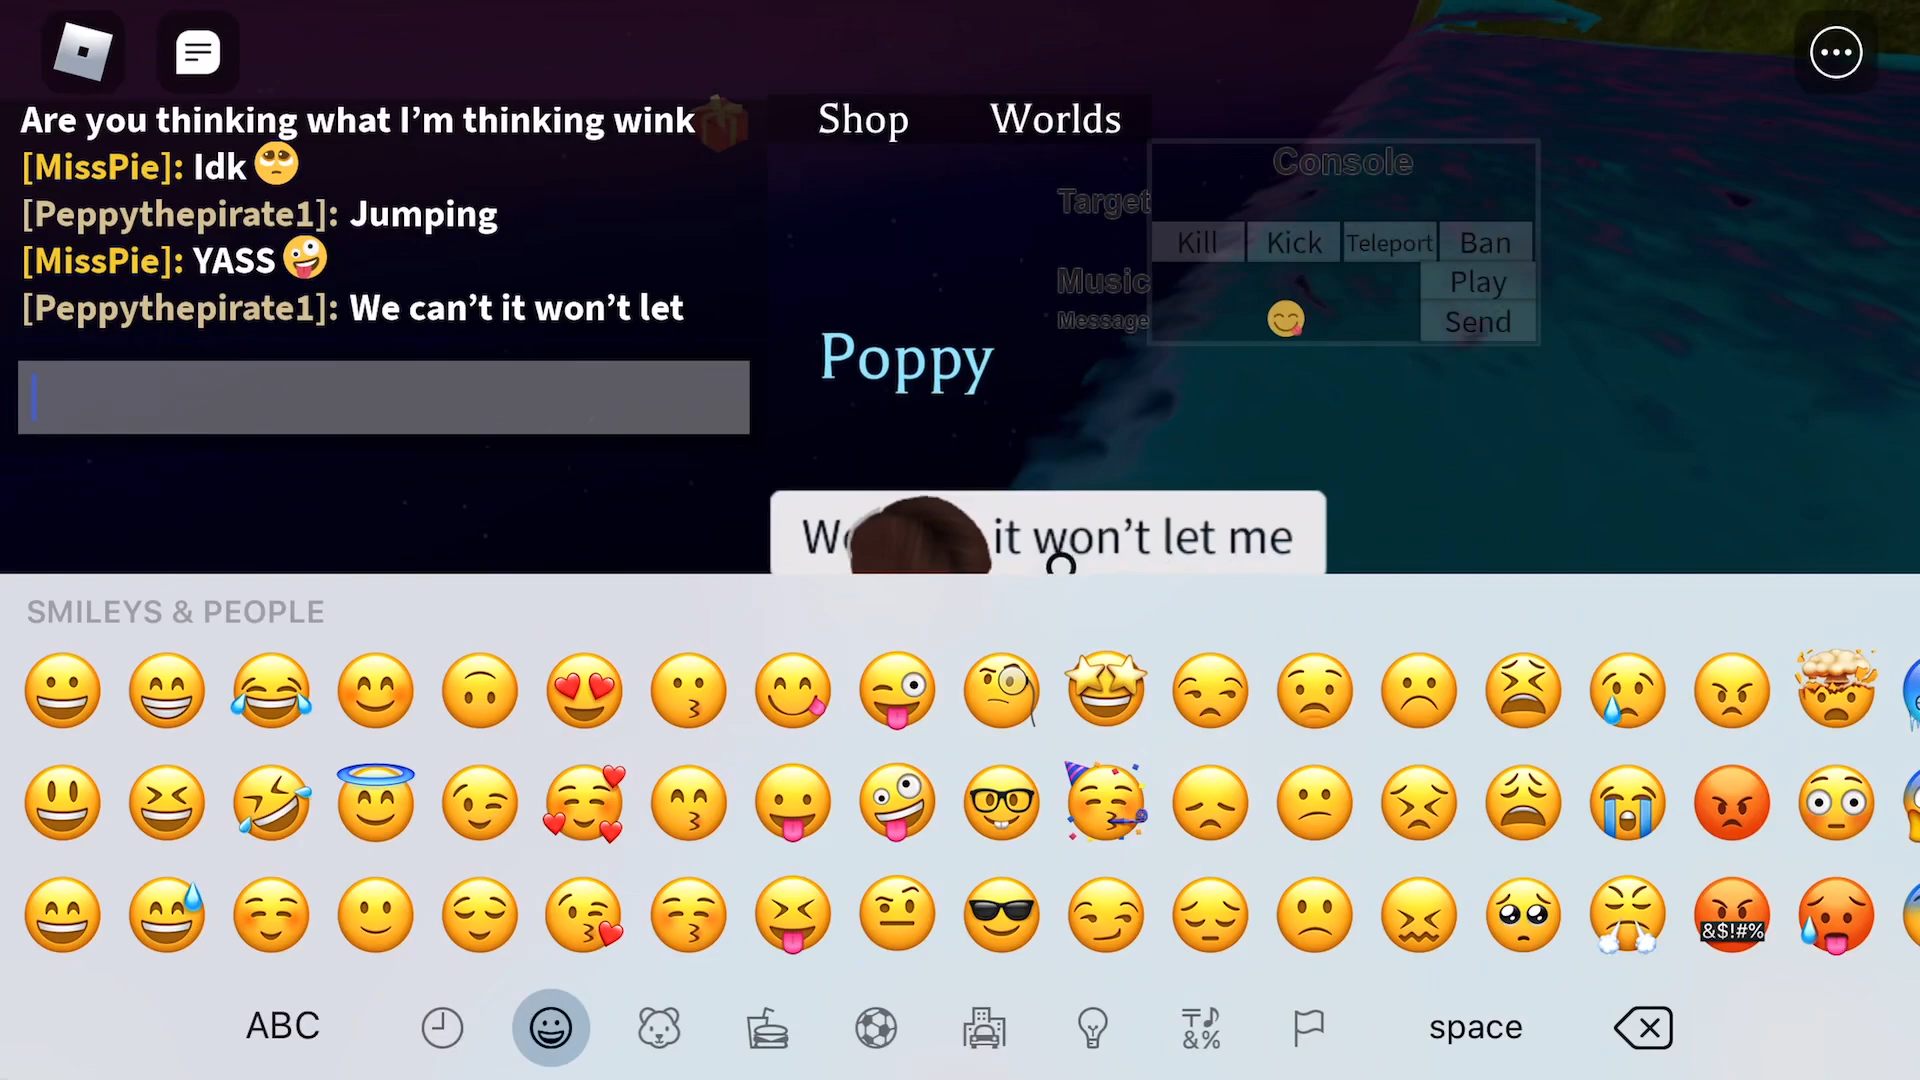 Are you thinking what I'm thinking wink
[MissPie]: Idk 🥺
[Peppythepirate1]: Jumping
[MissPie]: YASS 🤪
[Peppythepirate1]: We can't it won't let
Shop Worlds
Console
Target
Kill Kick Teleport Ban
Music Play
Message 😋 Send
Poppy
it won't let me
SMILEYS & PEOPLE
&$!#%
ABC
space